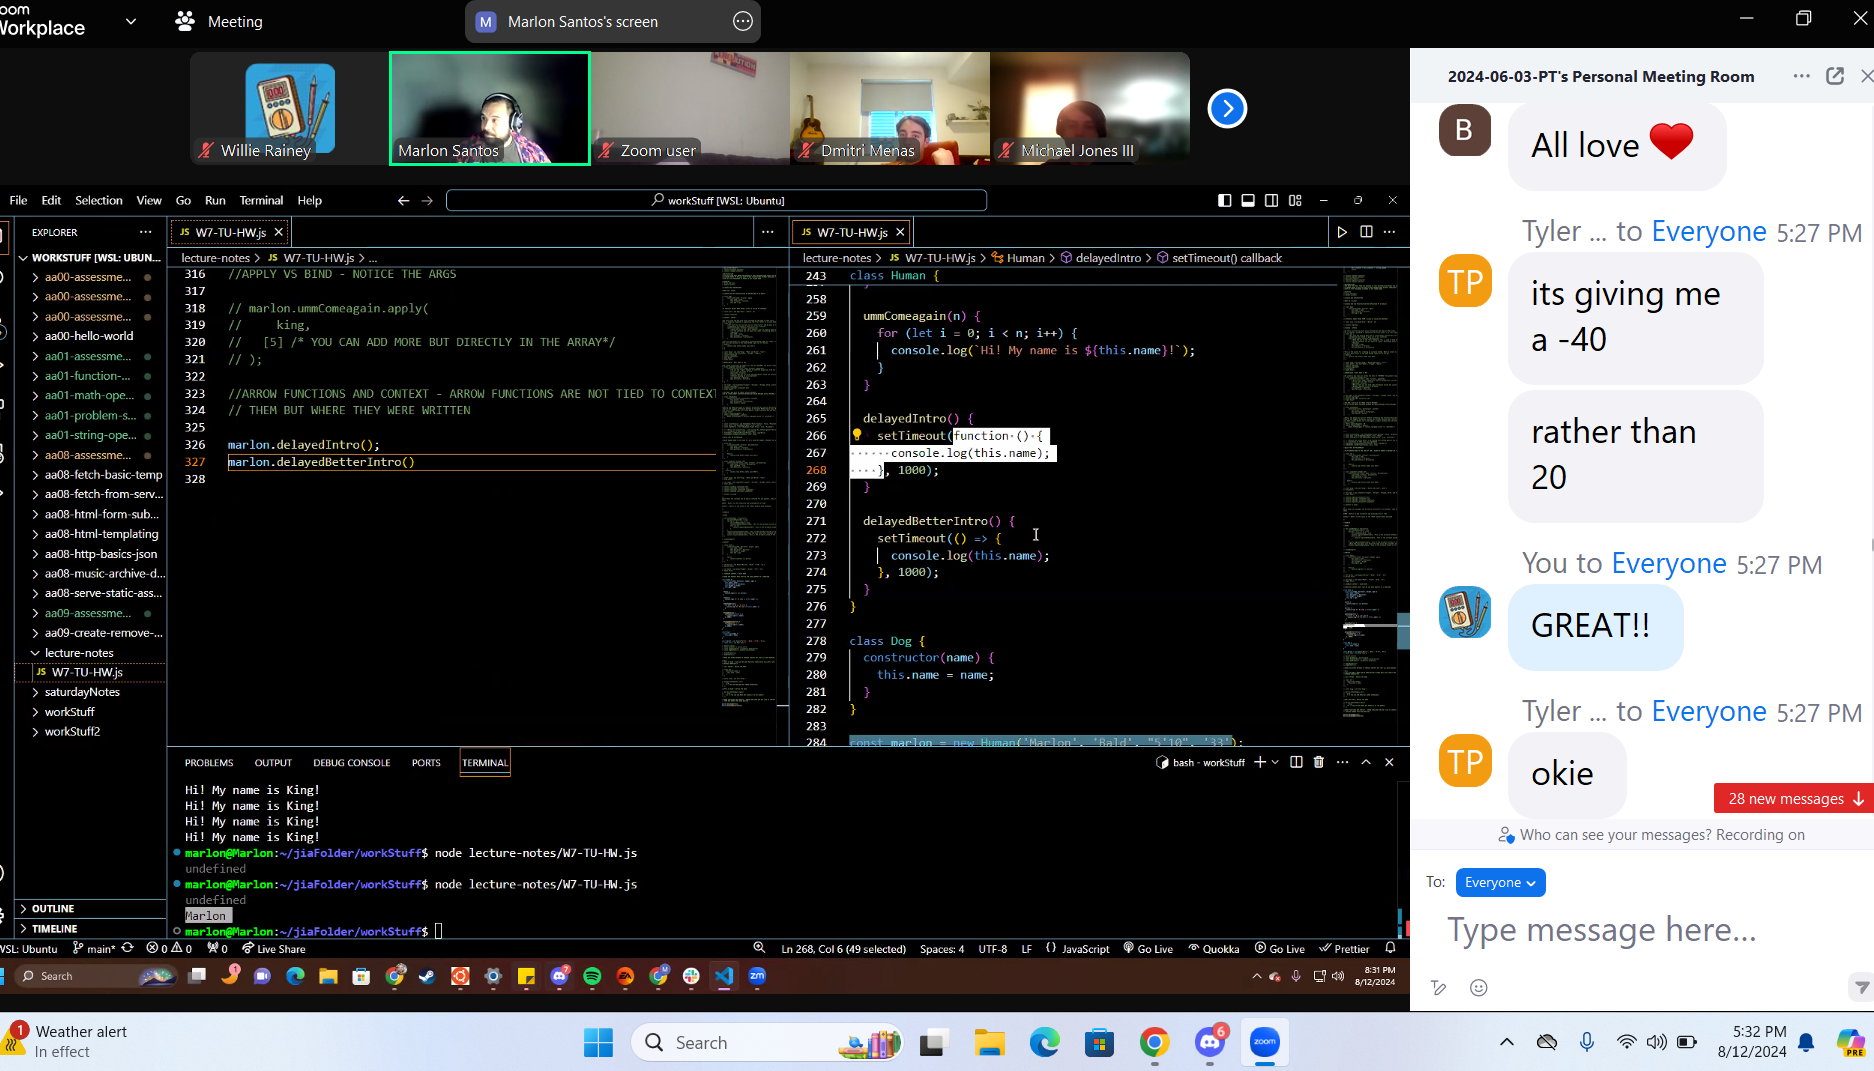 Workplace
Meeting
M
Marlon Santos's screen
Willie Rainey
Marlon Santos
Zoom user
Dmitri Menas
Michael Jones III
File Edit Selection View Go Run Terminal Help
workStuff [WSL: Ubuntu]
EXPLORER
WORKSTUFF [WSL: UBUN...
aa00-assessme...
aa00-assessme...
aa00-assessme...
aa00-hello-world
aa01-assessme...
aa01-function-...
aa01-math-ope...
aa01-problem-s...
aa01-string-ope...
aa08-assessme...
aa08-fetch-basic-temp
aa08-fetch-from-serv...
aa08-html-form-sub...
aa08-html-templating
aa08-http-basics-json
aa08-music-archive-d...
aa08-serve-static-ass...
aa09-assessme...
aa09-create-remove-...
lecture-notes
JS W7-TU-HW.js
saturdayNotes
workStuff
workStuff2
OUTLINE
TIMELINE
JS W7-TU-HW.js
lecture-notes > JS W7-TU-HW.js > ...
316 //APPLY VS BIND - NOTICE THE ARGS
317
318 // marlon.ummComeagain.apply(
319 // king,
320 // [5] /* YOU CAN ADD MORE BUT DIRECTLY IN THE ARRAY*/
321 // );
322
323 //ARROW FUNCTIONS AND CONTEXT - ARROW FUNCTIONS ARE NOT TIED TO CONTEXT
324 // THEM BUT WHERE THEY WERE WRITTEN
325
326 marlon.delayedIntro();
327 marlon.delayedBetterIntro()
328
JS W7-TU-HW.js
lecture-notes > JS W7-TU-HW.js > Human > delayedIntro > setTimeout() callback
243 class Human {
258
259 ummComeagain(n) {
260 for (let i = 0; i < n; i++) {
261 console.log(`Hi! My name is ${this.name}!`);
262 }
263 }
264
265 delayedIntro() {
266 setTimeout(function () {
267 console.log(this.name);
268 }, 1000);
269 }
270
271 delayedBetterIntro() {
272 setTimeout(() => {
273 console.log(this.name);
274 }, 1000);
275 }
276 }
277
278 class Dog {
279 constructor(name) {
280 this.name = name;
281 }
282 }
283
284 const marlon = new Human('Marlon', 'Bald', "5'10", '33');
PROBLEMS OUTPUT DEBUG CONSOLE PORTS TERMINAL
bash - workStuff
Hi! My name is King!
Hi! My name is King!
Hi! My name is King!
Hi! My name is King!
marlon@Marlon:~/jiaFolder/workStuff$ node lecture-notes/W7-TU-HW.js
undefined
marlon@Marlon:~/jiaFolder/workStuff$ node lecture-notes/W7-TU-HW.js
undefined
Marlon
marlon@Marlon:~/jiaFolder/workStuff$
WSL: Ubuntu main* 0 0 0 Live Share Ln 268, Col 6 (49 selected) Spaces: 4 UTF-8 LF {} JavaScript Go Live Quokka Go Live Prettier
Search
8:31 PM
8/12/2024
2024-06-03-PT's Personal Meeting Room
B
All love ❤️
Tyler ... to Everyone 5:27 PM
TP
its giving me
a -40
rather than
20
You to Everyone 5:27 PM
GREAT!!
Tyler ... to Everyone 5:27 PM
TP
okie
28 new messages
Who can see your messages? Recording on
To: Everyone
Type message here...
1
Weather alert
In effect
Search
6
zoom
5:32 PM
8/12/2024
PRE